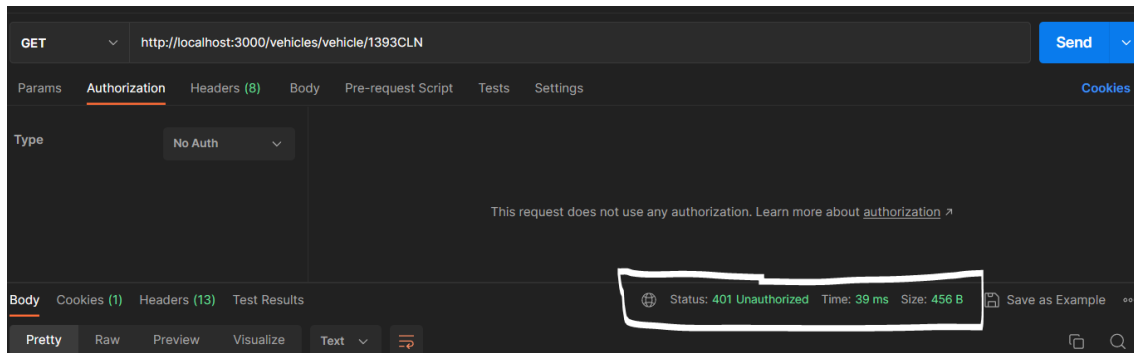 GET http://localhost:3000/vehicles/vehicle/1393CLN Send
Params Authorization Headers (8) Body Pre-request Script Tests Settings Cookies
Type No Auth
This request does not use any authorization. Learn more about authorization ↗
Body Cookies (1) Headers (13) Test Results Status: 401 Unauthorized Time: 39 ms Size: 456 B Save as Example
Pretty Raw Preview Visualize Text